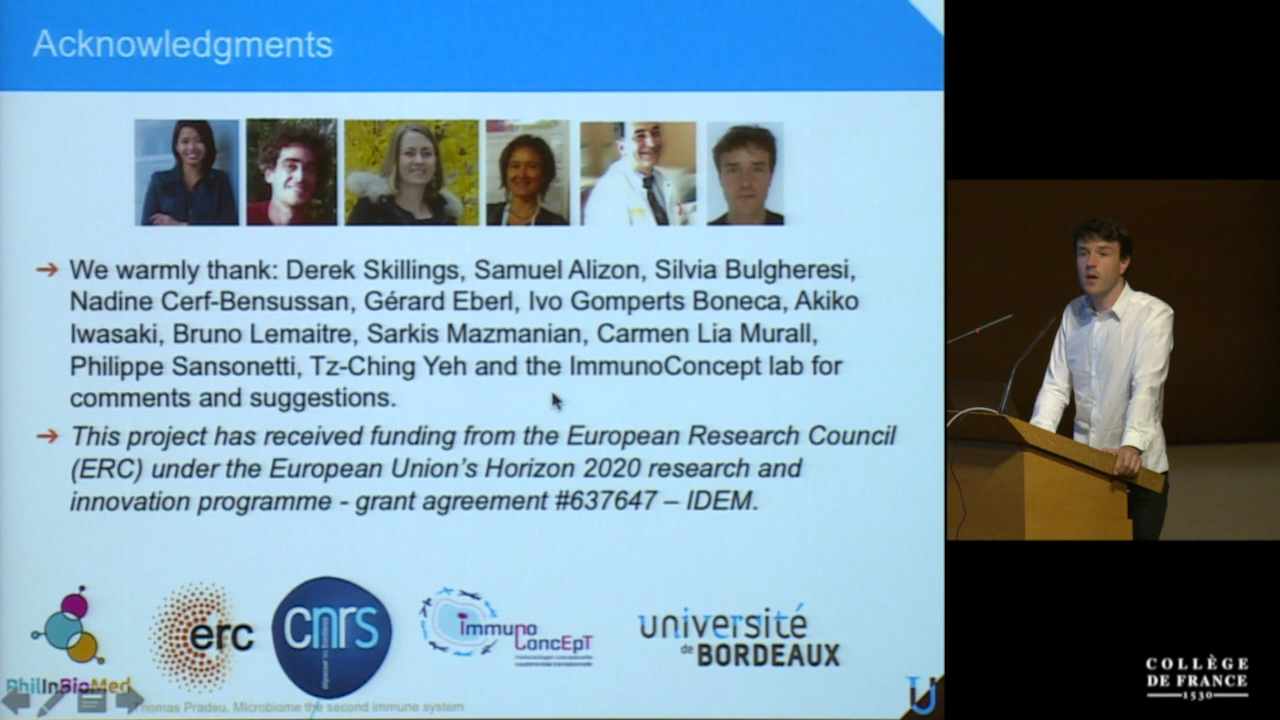 Acknowledgments
We warmly thank: Derek Skillings, Samuel Alizon, Silvia Bulgheresi,
Nadine Cerf-Bensussan, Gérard Eberl, Ivo Gomperts Boneca, Akiko
Iwasaki, Bruno Lemaitre, Sarkis Mazmanian, Carmen Lia Murall,
Philippe Sansonetti, Tz-Ching Yeh and the ImmunoConcept lab for
comments and suggestions.
This project has received funding from the European Research Council
(ERC) under the European Union's Horizon 2020 research and
innovation programme - grant agreement #637647 – IDEM.
erc
cnrs
Immuno
ConcEpT
université
de BORDEAUX
PhilInBioMed
Thomas Pradeu, Microbiome the second immune system
COLLÈGE
DE FRANCE
1530